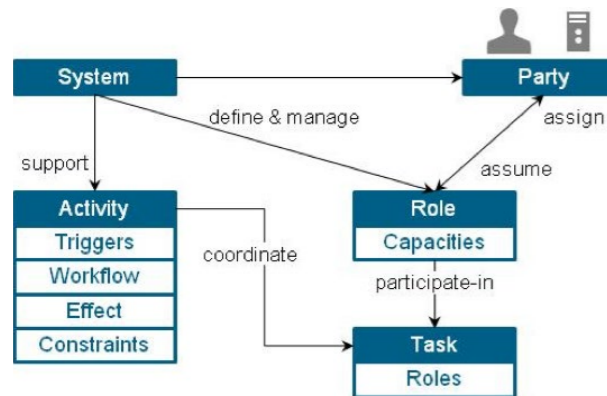 System
Party
define & manage
assign
support
assume
Activity
Role
Triggers
Capacities
coordinate
Workflow
participate-in
Effect
Constraints
Task
Roles